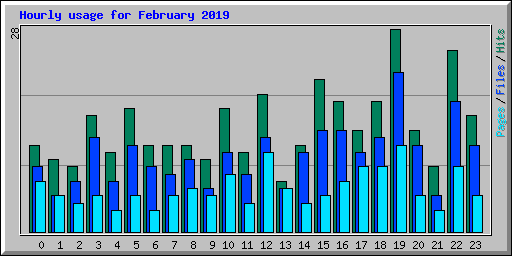 Hourly usage for February 2019
28
Pages/Files/Hits
0 1 2 3 4 5 6 7 8 9 10 11 12 13 14 15 16 17 18 19 20 21 22 23